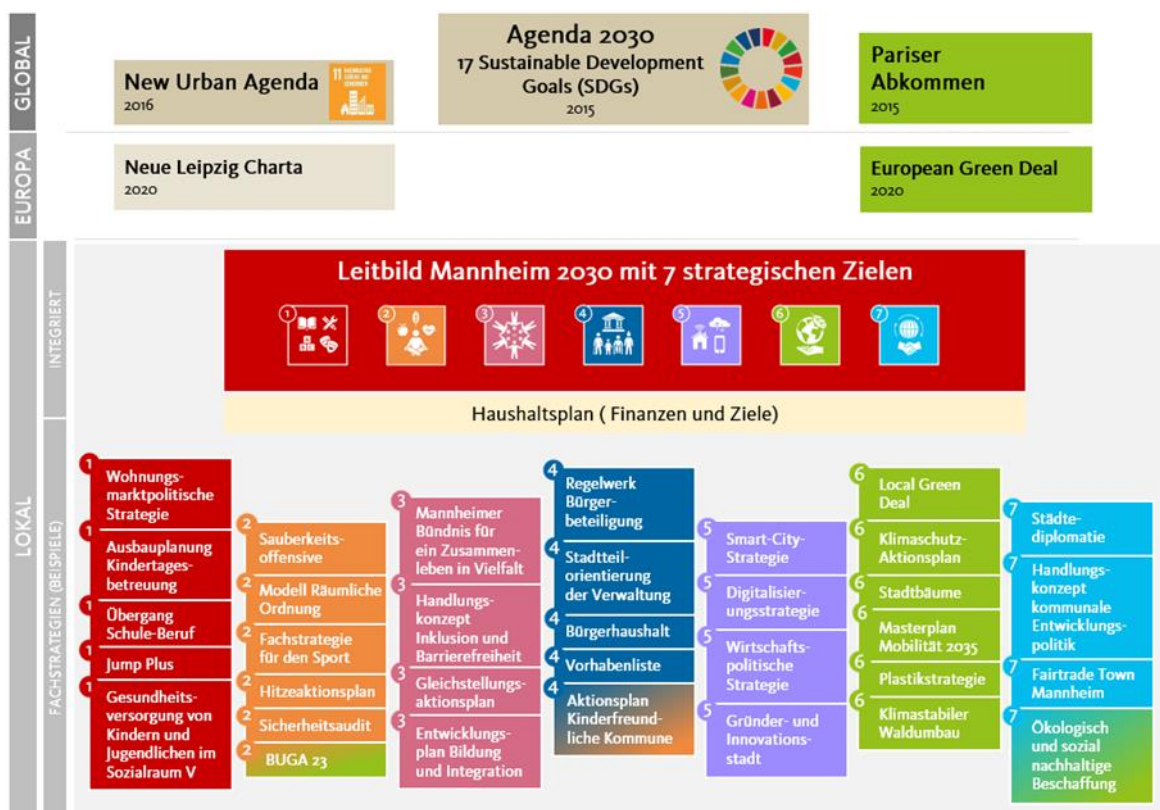 GLOBAL
New Urban Agenda
2016
Agenda 2030
17 Sustainable Development
Goals (SDGs)
2015
Pariser
Abkommen
2015
EUROPA
Neue Leipzig Charta
2020
European Green Deal
2020
LOKAL
INTEGRIERT
Leitbild Mannheim 2030 mit 7 strategischen Zielen
1
2
3
4
5
6
7
Haushaltsplan ( Finanzen und Ziele)
FACHSTRATEGIEN (BEISPIELE)
1
Wohnungs-
marktpolitische
Strategie
1
Ausbauplanung
Kindertages-
betreuung
1
Übergang
Schule-Beruf
1
Jump Plus
1
Gesundheits-
versorgung von
Kindern und
Jugendlichen im
Sozialraum V
2
Sauberkeits-
offensive
2
Modell Räumliche
Ordnung
2
Fachstrategie
für den Sport
2
Hitzeaktionsplan
2
Sicherheitsaudit
2
BUGA 23
3
Mannheimer
Bündnis für
ein Zusammen-
leben in Vielfalt
3
Handlungs-
konzept
Inklusion und
Barrierefreiheit
3
Gleichstellungs-
aktionsplan
3
Entwicklungs-
plan Bildung
und Integration
4
Regelwerk
Bürger-
beteiligung
4
Stadtteil-
orientierung
der Verwaltung
4
Bürgerhaushalt
4
Vorhabenliste
4
Aktionsplan
Kinderfreund-
liche Kommune
5
Smart-City-
Strategie
5
Digitalisier-
ungsstrategie
5
Wirtschafts-
politische
Strategie
5
Gründer- und
Innovations-
stadt
6
Local Green
Deal
6
Klimaschutz-
Aktionsplan
6
Stadtbäume
6
Masterplan
Mobilität 2035
6
Plastikstrategie
6
Klimastabiler
Waldumbau
7
Städte-
diplomatie
7
Handlungs-
konzept
kommunale
Entwicklungs-
politik
7
Fairtrade Town
Mannheim
7
Ökologisch
und sozial
nachhaltige
Beschaffung